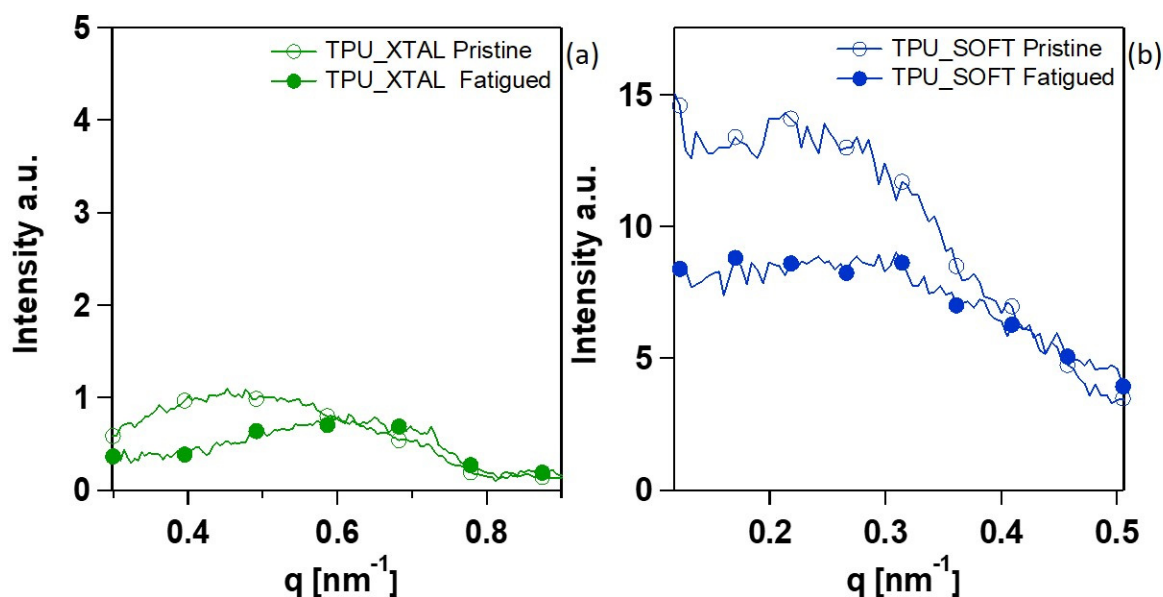 TPU_XTAL Pristine
TPU_XTAL  Fatigued
(a)
5
4
3
2
1
0
Intensity a.u.
0.4
0.6
0.8
q [nm⁻¹]
TPU_SOFT Pristine
TPU_SOFT Fatigued
(b)
15
10
5
0
Intensity a.u.
0.2
0.3
0.4
0.5
q [nm⁻¹]